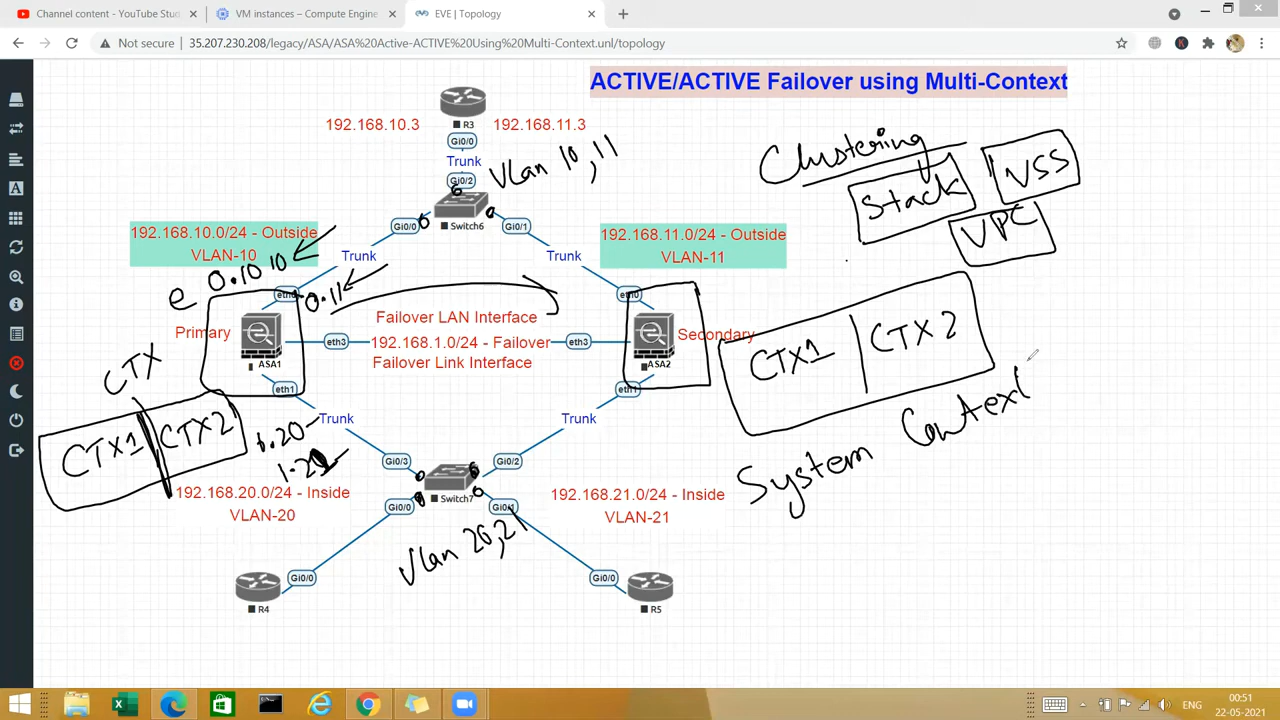 Channel content - YouTube Stud
VM instances – Compute Engine
EVE | Topology
Not secure
35.207.230.208/legacy/ASA/ASA%20Active-ACTIVE%20Using%20Multi-Context.unl/topology
ACTIVE/ACTIVE Failover using Multi-Context
192.168.10.3
R3
192.168.11.3
Gi0/0
Trunk
Gi0/2
Vlan 10,11
Switch6
Clustering
Stack
VSS
VPC
192.168.10.0/24 - Outside
VLAN-10
Gi0/0
Gi0/1
192.168.11.0/24 - Outside
VLAN-11
Trunk
Trunk
e 0.10 10
0.11
eth0
eth0
Primary
ASA1
eth3
Failover LAN Interface
192.168.1.0/24 - Failover
Failover Link Interface
eth3
ASA2
Secondary
eth1
eth1
CTX1
CTX2
System Context
CTX
CTX1
CTX2
1.20
Trunk
Trunk
Gi0/3
Gi0/2
192.168.20.0/24 - Inside
VLAN-20
Switch7
192.168.21.0/24 - Inside
VLAN-21
Gi0/0
Gi0/1
Vlan 20,21
Gi0/0
Gi0/0
R4
R5
ENG
00:51
22-05-2021